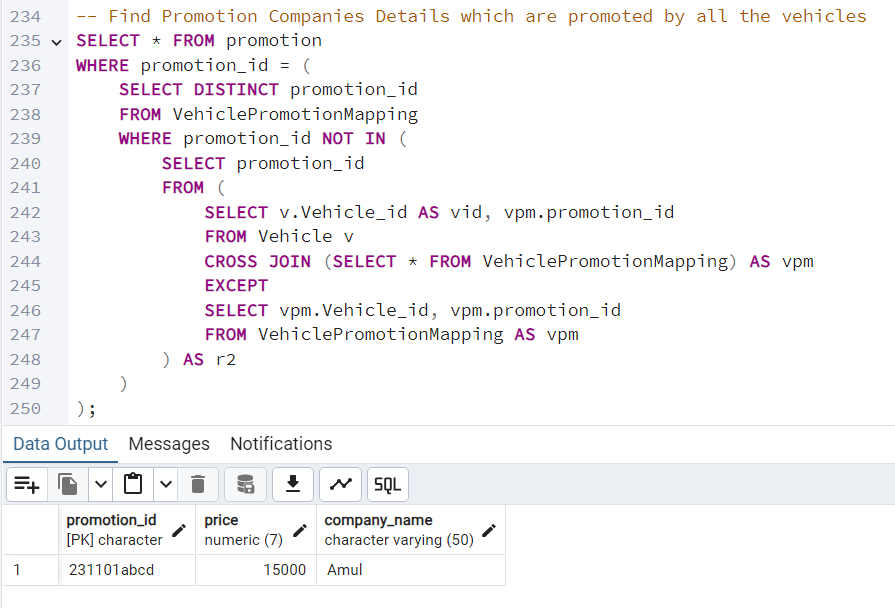 234 -- Find Promotion Companies Details which are promoted by all the vehicles
235 SELECT * FROM promotion
236 WHERE promotion_id = (
237 SELECT DISTINCT promotion_id
238 FROM VehiclePromotionMapping
239 WHERE promotion_id NOT IN (
240 SELECT promotion_id
241 FROM (
242 SELECT v.Vehicle_id AS vid, vpm.promotion_id
243 FROM Vehicle v
244 CROSS JOIN (SELECT * FROM VehiclePromotionMapping) AS vpm
245 EXCEPT
246 SELECT vpm.Vehicle_id, vpm.promotion_id
247 FROM VehiclePromotionMapping AS vpm
248 ) AS r2
249 )
250 );
Data Output Messages Notifications
SQL
promotion_id price company_name
[PK] character numeric (7) character varying (50)
1 231101abcd 15000 Amul